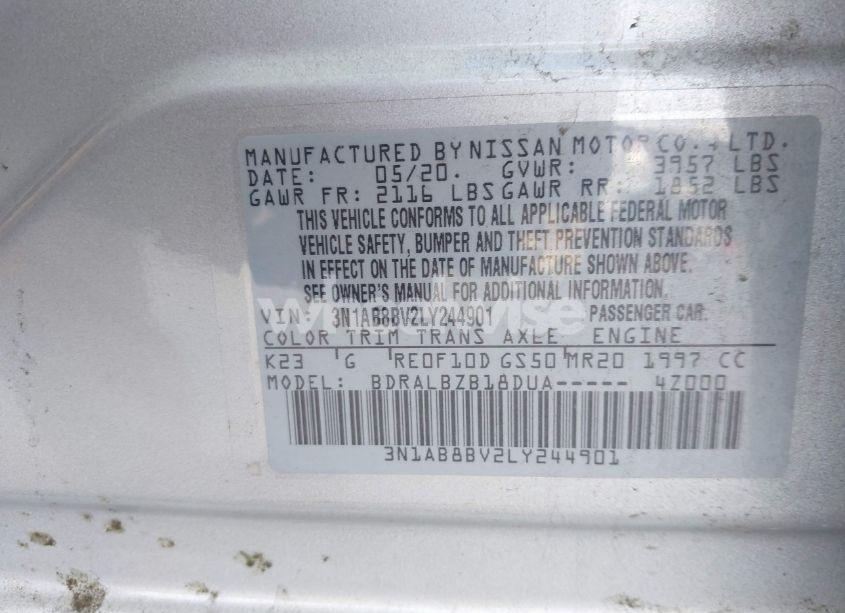 MANUFACTURED BY NISSAN MOTOR CO., LTD.
DATE: 05/20. GVWR: 3957 LBS
GAWR FR: 2116 LBS GAWR RR: 1852 LBS
THIS VEHICLE CONFORMS TO ALL APPLICABLE FEDERAL MOTOR
VEHICLE SAFETY, BUMPER AND THEFT PREVENTION STANDARDS
IN EFFECT ON THE DATE OF MANUFACTURE SHOWN ABOVE.
SEE OWNER'S MANUAL FOR ADDITIONAL INFORMATION.
VIN: 3N1AB8BV2LY244901 PASSENGER CAR.
COLOR TRIM TRANS AXLE ENGINE
K23 G RE0F10D GS50 MR20 1997 CC
MODEL: BDRALBZB18DUA----- 4Z000
3N1AB8BV2LY244901